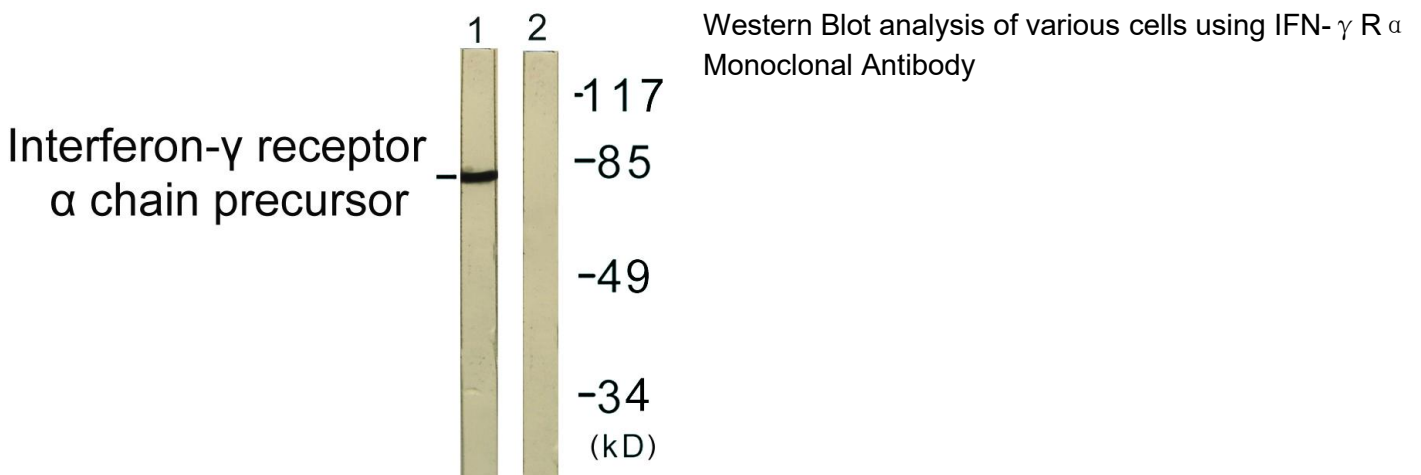 1 2
Western Blot analysis of various cells using IFN-γ R α
Monoclonal Antibody
-117
Interferon-γ receptor
-85
α chain precursor
-49
-34
(kD)